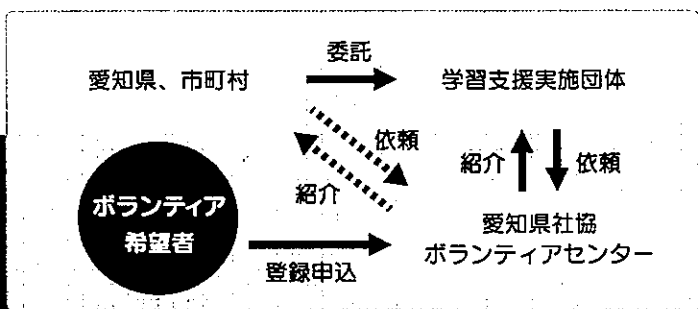 委託
愛知県、市町村
学習支援実施団体
依頼
紹介
紹介
依頼
ボランティア
希望者
愛知県社協
ボランティアセンター
登録申込